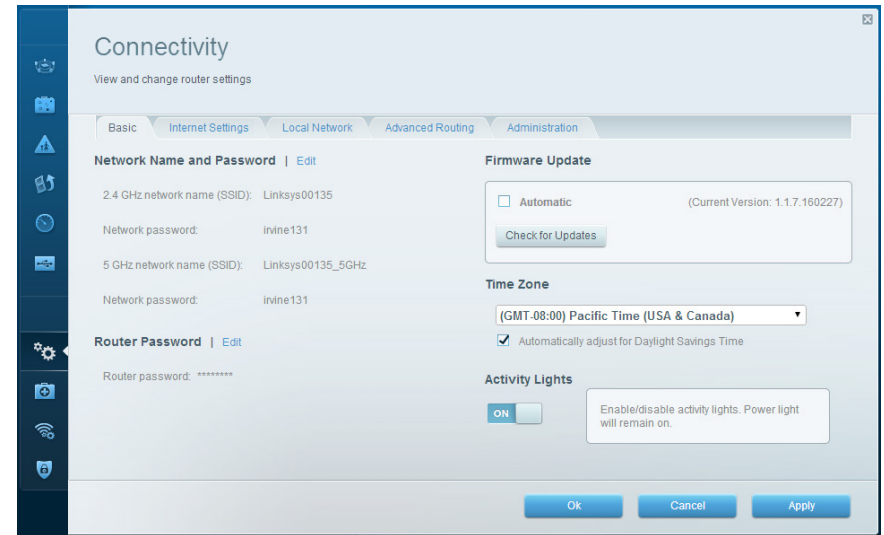 Connectivity
View and change router settings
Basic
Internet Settings
Local Network
Advanced Routing
Administration
Network Name and Password | Edit
2.4 GHz network name (SSID): Linksys00135
Network password: irvine131
5 GHz network name (SSID): Linksys00135_5GHz
Network password: irvine131
Router Password | Edit
Router password: ********
Firmware Update
Automatic (Current Version: 1.1.7.160227)
Check for Updates
Time Zone
(GMT-08:00) Pacific Time (USA & Canada)
Automatically adjust for Daylight Savings Time
Activity Lights
ON
Enable/disable activity lights. Power light
will remain on.
Ok
Cancel
Apply